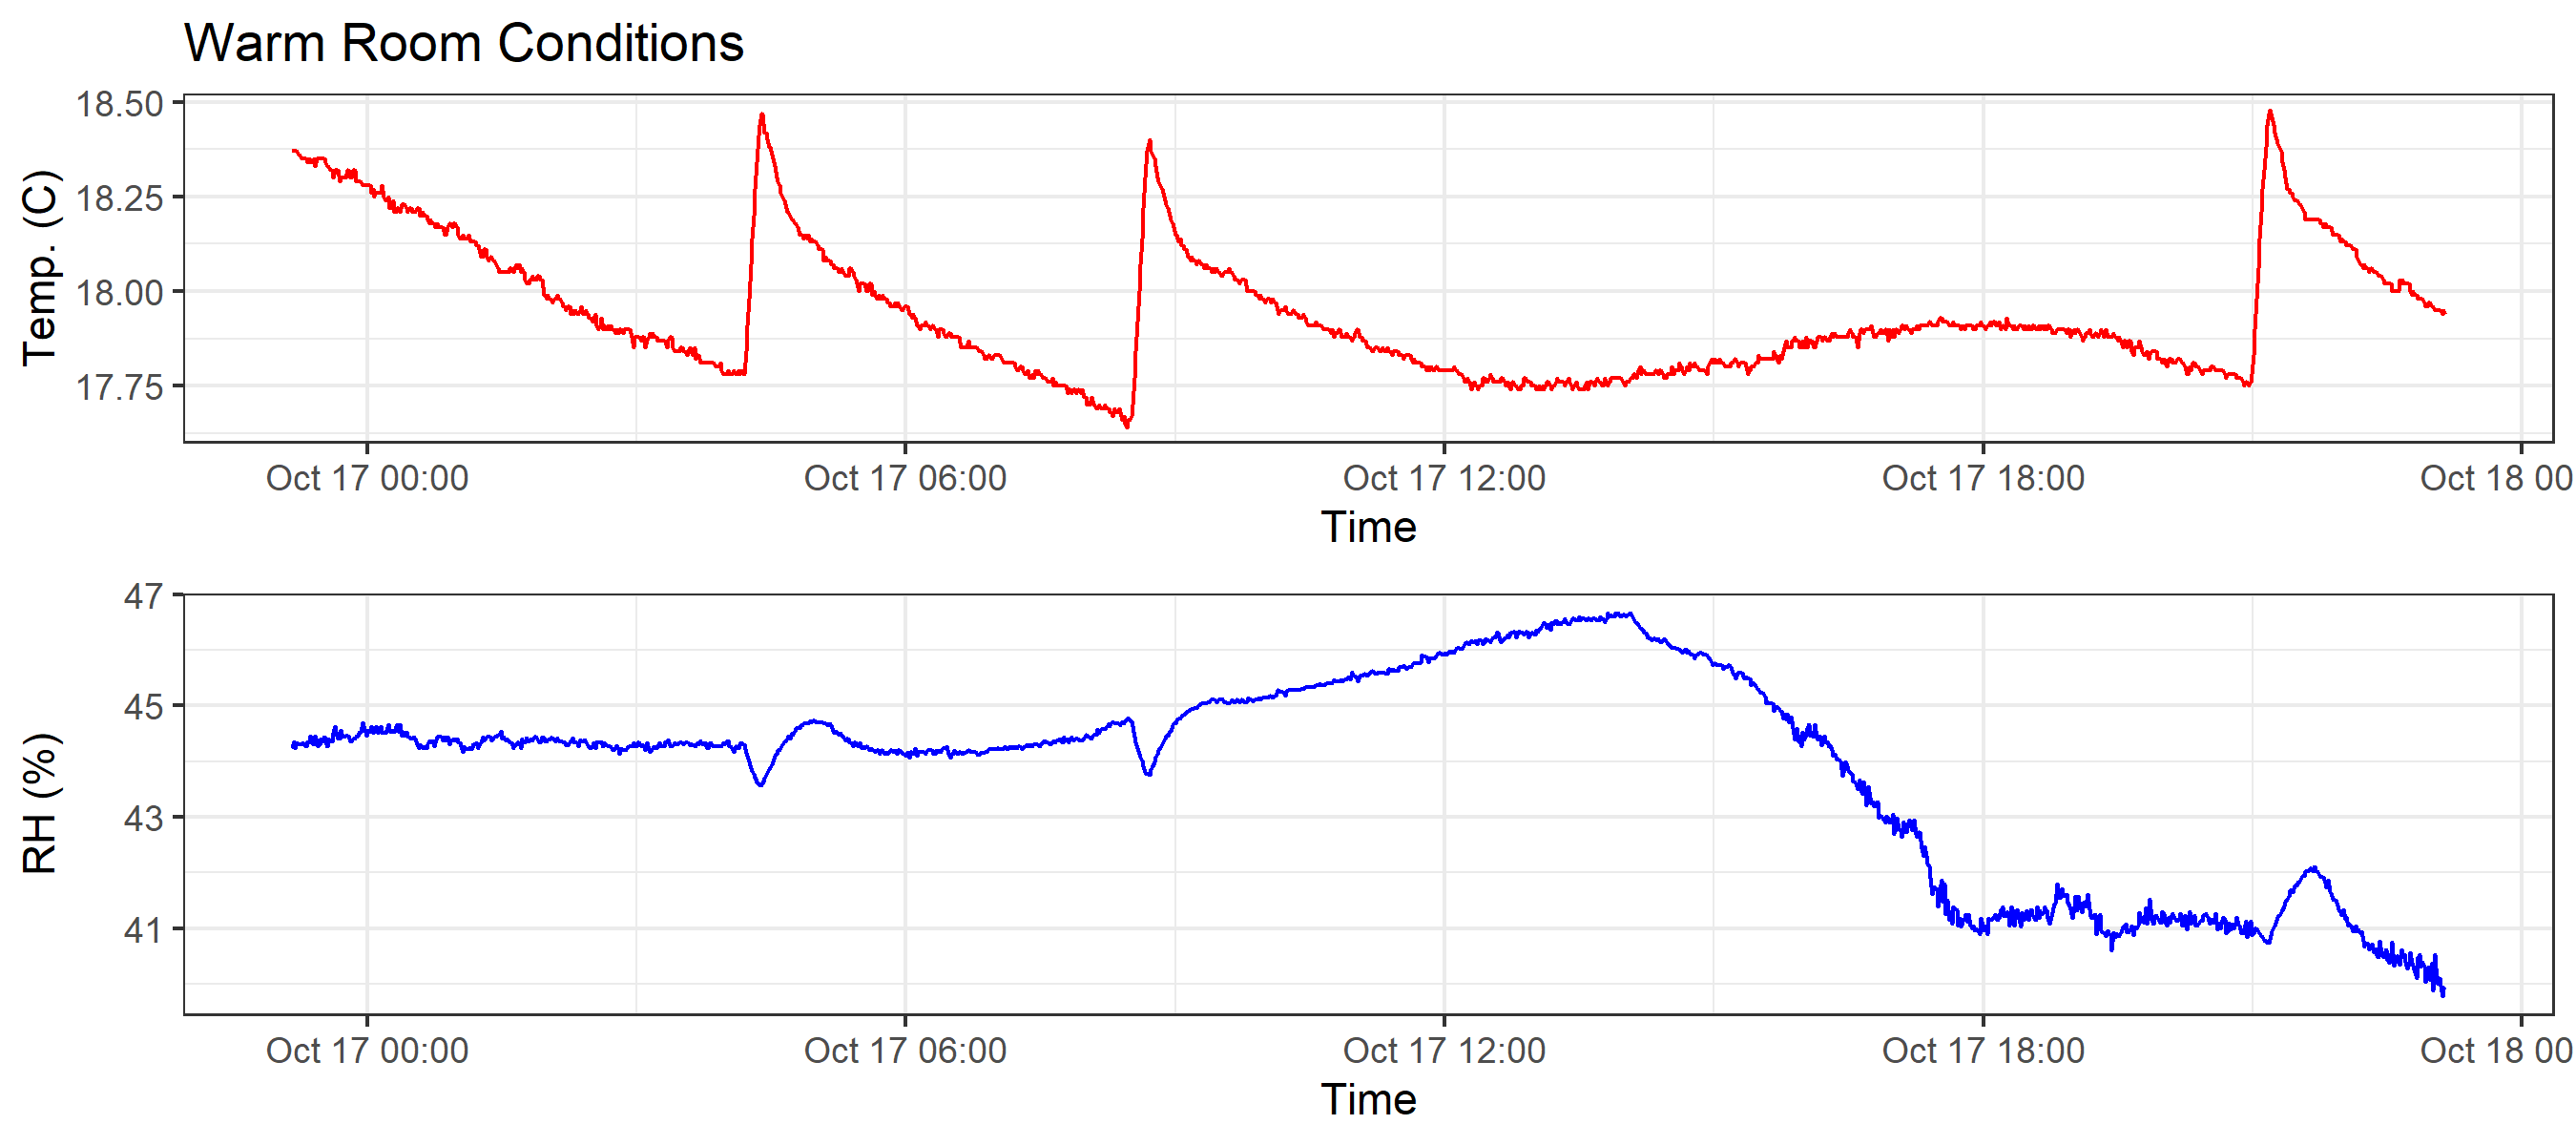 Warm Room Conditions
18.50
18.25
18.00
17.75
Temp. (C)
Oct 17 00:00 Oct 17 06:00 Oct 17 12:00 Oct 17 18:00 Oct 18 00
Time
47
45
43
41
RH (%)
Oct 17 00:00 Oct 17 06:00 Oct 17 12:00 Oct 17 18:00 Oct 18 00
Time